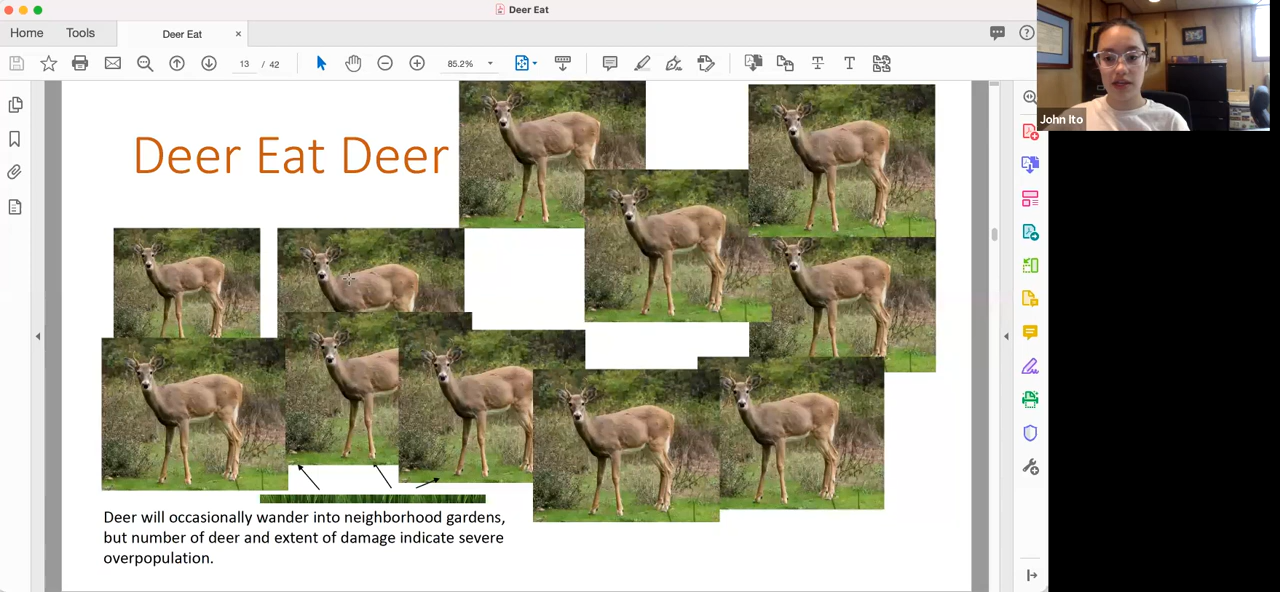 Deer Eat
Home
Tools
Deer Eat
×
13 / 42
85.2%
John Ito
Deer Eat Deer
Deer will occasionally wander into neighborhood gardens,
but number of deer and extent of damage indicate severe
overpopulation.